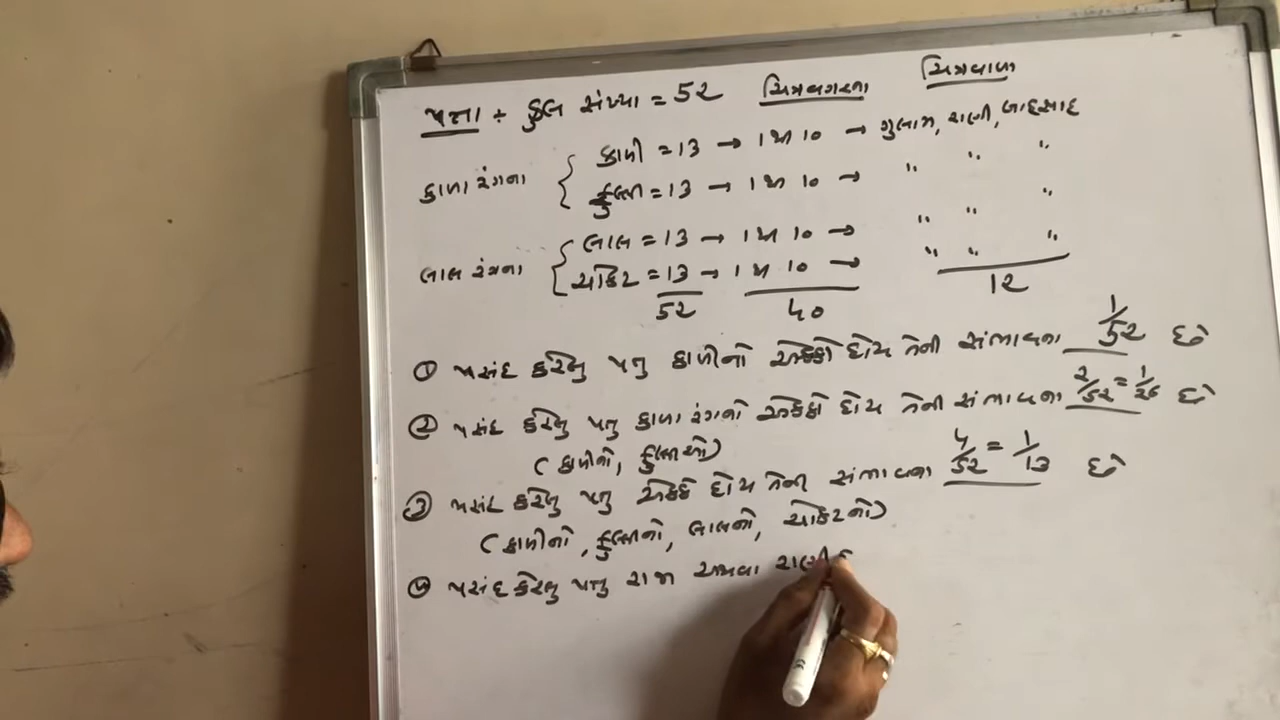 પત્તા ÷ કુલ સંખ્યા = 52 ચિત્રવગરના ચિત્રવાળા
કાળા રંગના { કાળી = 13 → 1 થી 10 → ગુલામ, રાણી, બાદશાહ
ફુલ્લી = 13 → 1 થી 10 → " " "
લાલ રંગના { લાલ = 13 → 1 થી 10 → " " "
ચોકટ = 13 → 1 થી 10 → " " "
52 40 12
① પસંદ કરેલુ પતુ કાળીનો એક્કો હોય તેની સંભાવના 1/52 છે
② પસંદ કરેલુ પતુ કાળા રંગનો એક્કો હોય તેની સંભાવના 2/52 = 1/26 છે
(કાળીનો, ફુલ્લીનો)
③ પસંદ કરેલુ પતુ એક્કો હોય તેની સંભાવના 4/52 = 1/13 છે
(કાળીનો, ફુલ્લીનો, લાલનો, ચોકટનો)
④ પસંદ કરેલુ પતુ રાજા અથવા